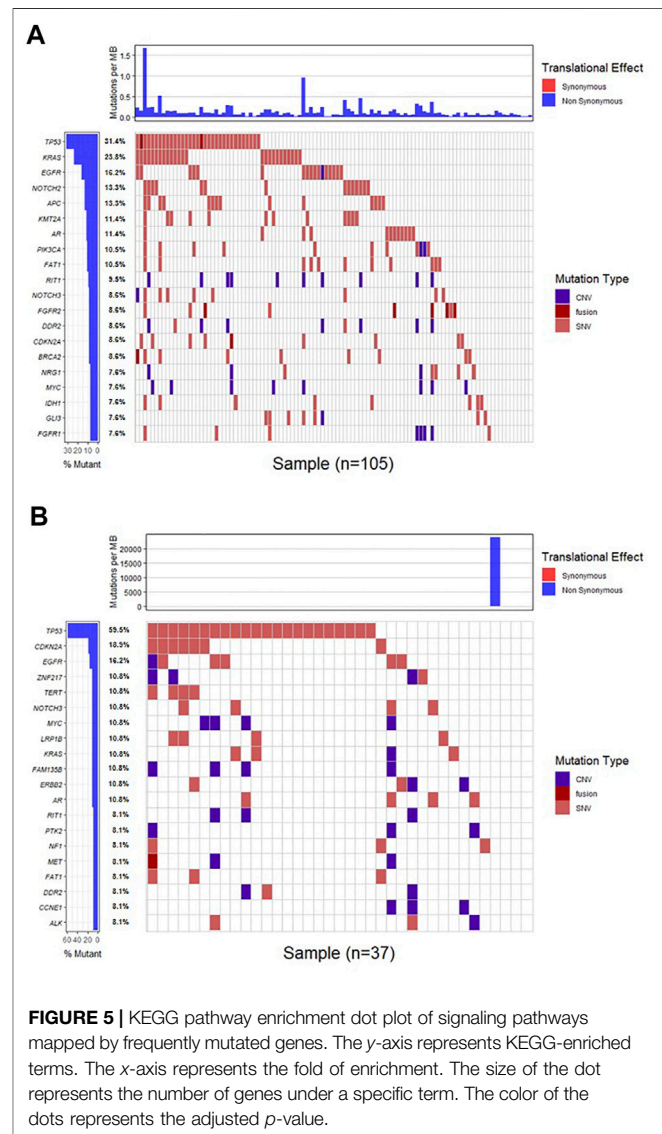 A
Mutations per MB
1.5
1.0
0.5
0.0
Translational Effect
Synonymous
Non Synonymous
TP53 31.4%
KRAS 23.8%
EGFR 16.2%
NOTCH2 13.3%
APC 13.3%
KMT2A 11.4%
AR 11.4%
PIK3CA 10.5%
FAT1 10.5%
RIT1 9.5%
NOTCH3 8.6%
FGFR2 8.6%
DDR2 8.6%
CDKN2A 8.6%
BRCA2 8.6%
NRG1 7.6%
MYC 7.6%
IDH1 7.6%
GLI3 7.6%
FGFR1 7.6%
Mutation Type
CNV
fusion
SNV
30 20 10 0
% Mutant
Sample (n=105)
B
Mutations per MB
20000
15000
10000
5000
0
Translational Effect
Synonymous
Non Synonymous
TP53 59.5%
CDKN2A 18.9%
EGFR 16.2%
ZNF217 10.8%
TERT 10.8%
NOTCH3 10.8%
MYC 10.8%
LRP1B 10.8%
KRAS 10.8%
FAM135B 10.8%
ERBB2 10.8%
AR 10.8%
RIT1 8.1%
PTK2 8.1%
NF1 8.1%
MET 8.1%
FAT1 8.1%
DDR2 8.1%
CCNE1 8.1%
ALK 8.1%
Mutation Type
CNV
fusion
SNV
60 40 20 0
% Mutant
Sample (n=37)
FIGURE 5 | KEGG pathway enrichment dot plot of signaling pathways
mapped by frequently mutated genes. The y-axis represents KEGG-enriched
terms. The x-axis represents the fold of enrichment. The size of the dot
represents the number of genes under a specific term. The color of the
dots represents the adjusted p-value.